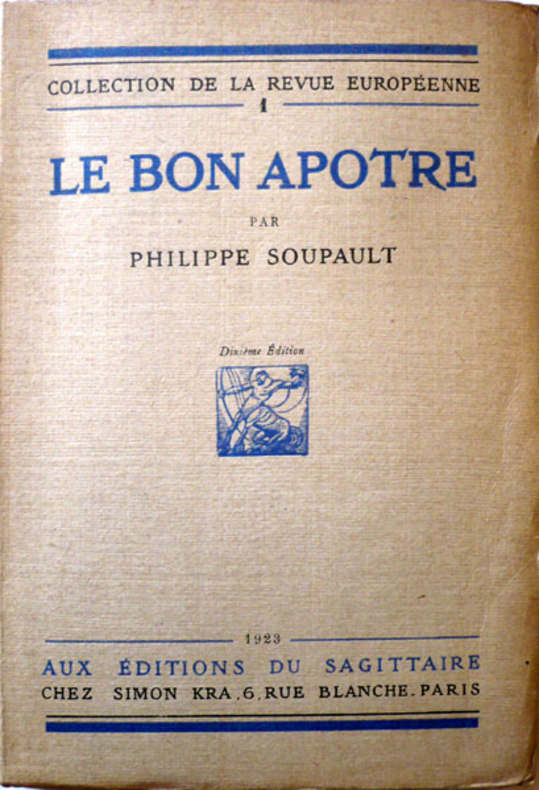 COLLECTION DE LA REVUE EUROPÉENNE
1
LE BON APOTRE
PAR
PHILIPPE SOUPAULT
Dixième Édition
1923
AUX ÉDITIONS DU SAGITTAIRE
CHEZ SIMON KRA, 6, RUE BLANCHE-PARIS